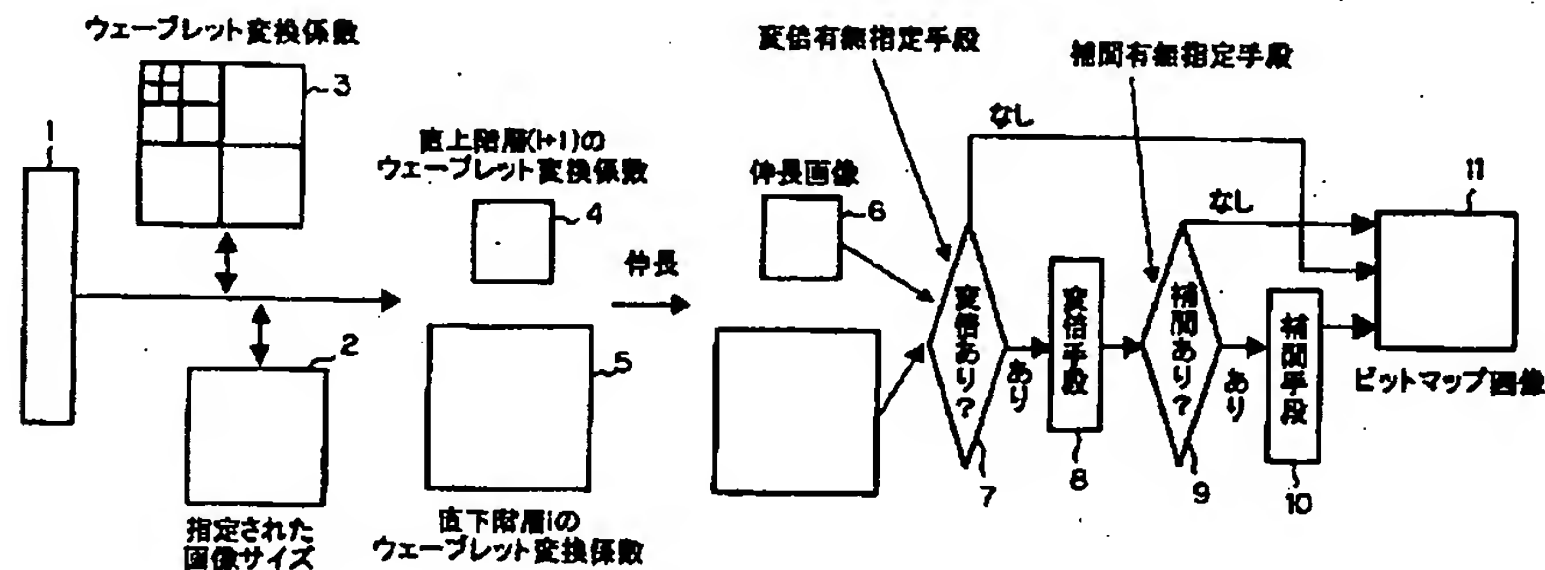 ウェーブレット変換係数
3
1
2
指定された
画像サイズ
直上階層(i+1)の
ウェーブレット変換係数
4
5
直下階層iの
ウェーブレット変換係数
伸長
伸長画像
6
変倍有無指定手段
変倍あり?
7
なし
あり
変倍手段
8
補間有無指定手段
補間あり?
9
なし
あり
補間手段
10
11
ビットマップ画像